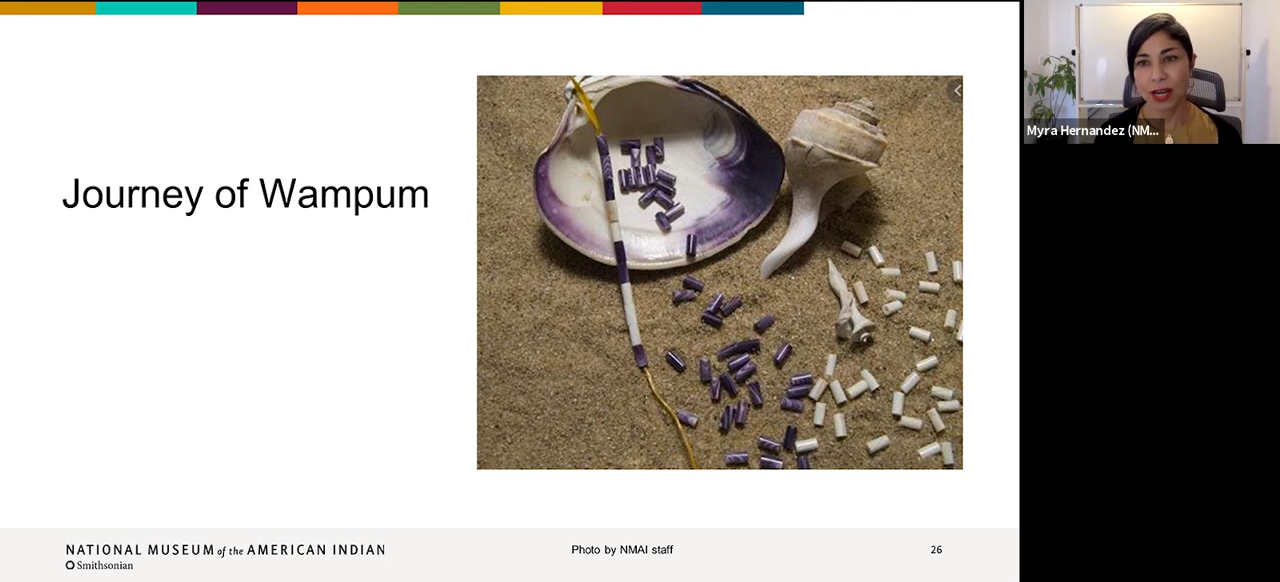 Journey of Wampum
Myra Hernandez (NM...
NATIONAL MUSEUM of the AMERICAN INDIAN
Smithsonian
Photo by NMAI staff
26